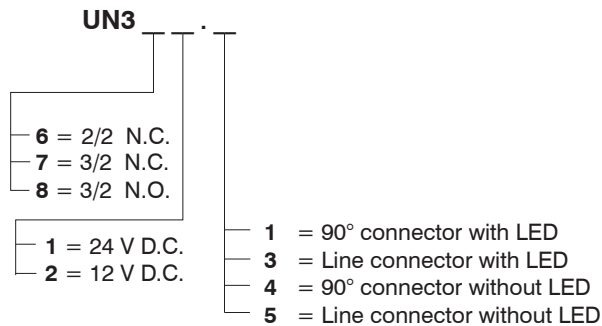 UN3 _ _ . _
6 = 2/2 N.C.
7 = 3/2 N.C.
8 = 3/2 N.O.
1 = 24 V D.C.
2 = 12 V D.C.
1 = 90° connector with LED
3 = Line connector with LED
4 = 90° connector without LED
5 = Line connector without LED